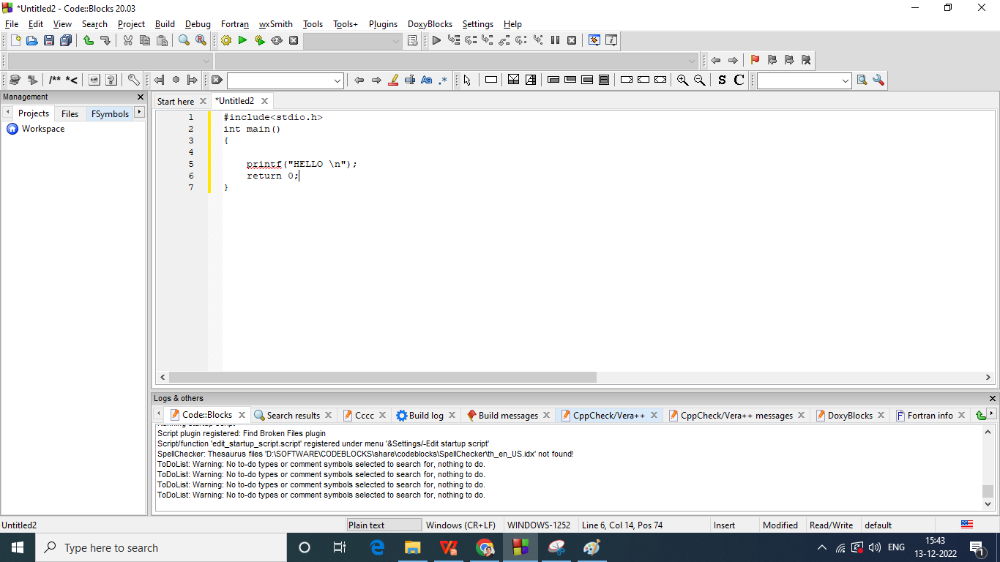 *Untitled2 - Code::Blocks 20.03
File Edit View Search Project Build Debug Fortran wxSmith Tools Tools+ Plugins DoxyBlocks Settings Help
/** *< Aa .* S C
Management
Projects Files FSymbols
Workspace
Start here *Untitled2
1 #include<stdio.h>
2 int main()
3 {
4
5 printf("HELLO \n");
6 return 0;
7 }
Logs & others
Code::Blocks Search results Cccc Build log Build messages CppCheck/Vera++ CppCheck/Vera++ messages DoxyBlocks Fortran info
Running startup script
Script plugin registered: Find Broken Files plugin
Script/function 'edit_startup_script.script' registered under menu '&Settings/-Edit startup script'
SpellChecker: Thesaurus files 'D:\SOFTWARE\CODEBLOCKS\share\codeblocks\SpellChecker\th_en_US.idx' not found!
ToDoList: Warning: No to-do types or comment symbols selected to search for, nothing to do.
ToDoList: Warning: No to-do types or comment symbols selected to search for, nothing to do.
ToDoList: Warning: No to-do types or comment symbols selected to search for, nothing to do.
ToDoList: Warning: No to-do types or comment symbols selected to search for, nothing to do.
Untitled2 Plain text Windows (CR+LF) WINDOWS-1252 Line 6, Col 14, Pos 74 Insert Modified Read/Write default
Type here to search
ENG
15:43
13-12-2022
1